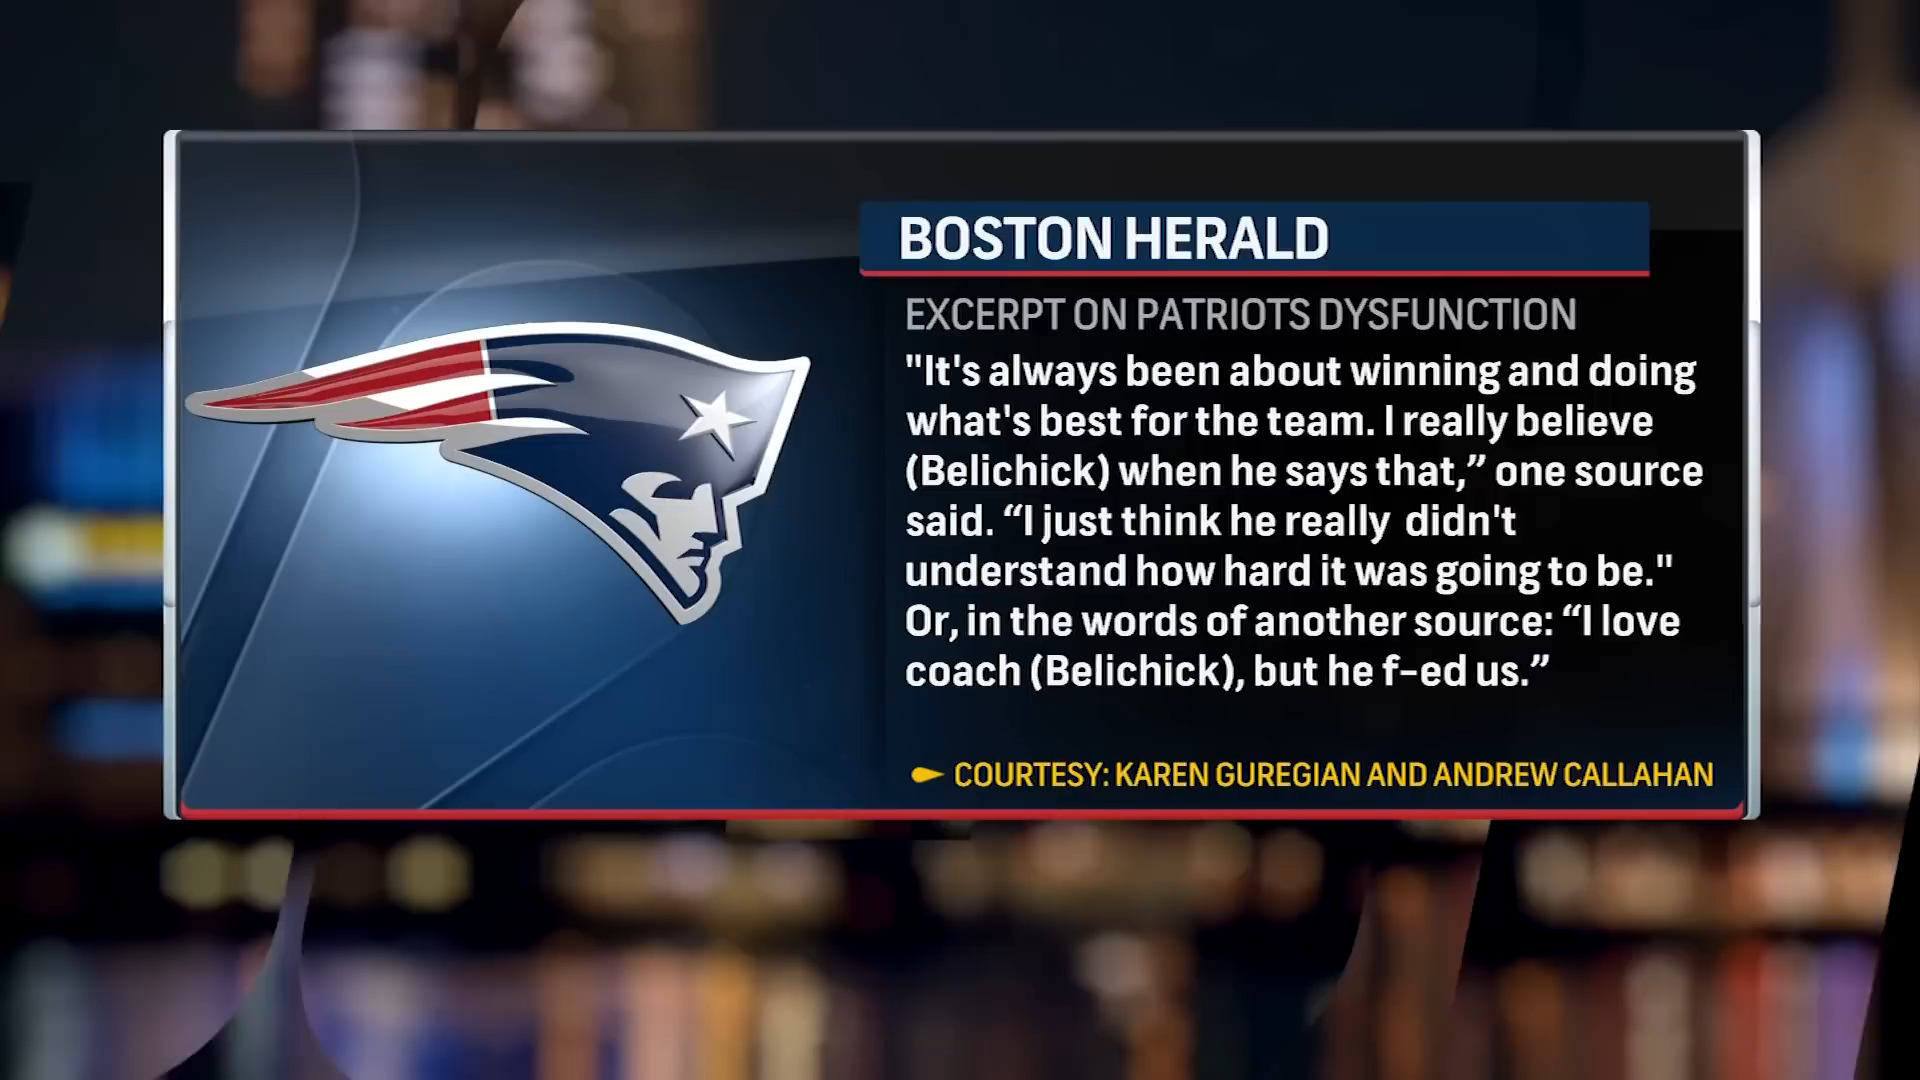 BOSTON HERALD
EXCERPT ON PATRIOTS DYSFUNCTION
"It's always been about winning and doing
what's best for the team. I really believe
(Belichick) when he says that,” one source
said. “I just think he really didn't
understand how hard it was going to be."
Or, in the words of another source: “I love
coach (Belichick), but he f-ed us.”
COURTESY: KAREN GUREGIAN AND ANDREW CALLAHAN